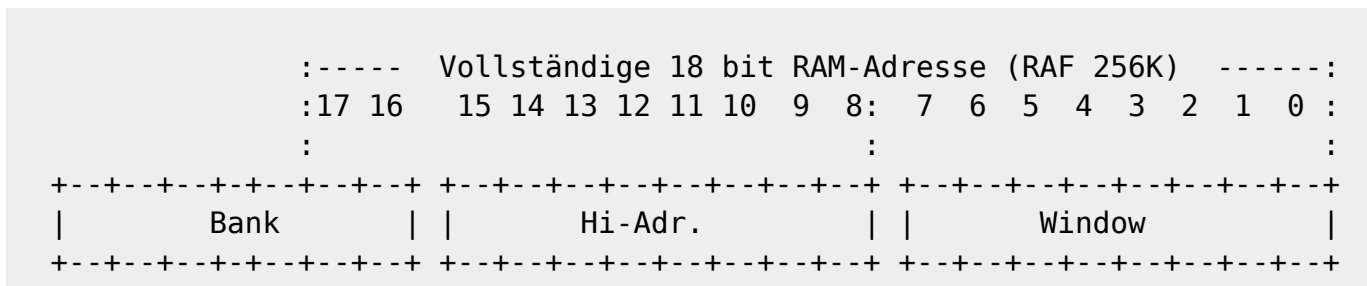 :-----  Vollständige 18 bit RAM-Adresse (RAF 256K)  ------:
:17 16   15 14 13 12 11 10  9  8:  7  6  5  4  3  2  1  0 :
:                               :                         :
+--+--+--+-+--+--+--+ +--+--+--+--+--+--+--+--+ +--+--+--+--+--+--+--+--+
|       Bank        | |       Hi-Adr.         | |       Window          |
+--+--+--+-+--+--+--+ +--+--+--+--+--+--+--+--+ +--+--+--+--+--+--+--+--+